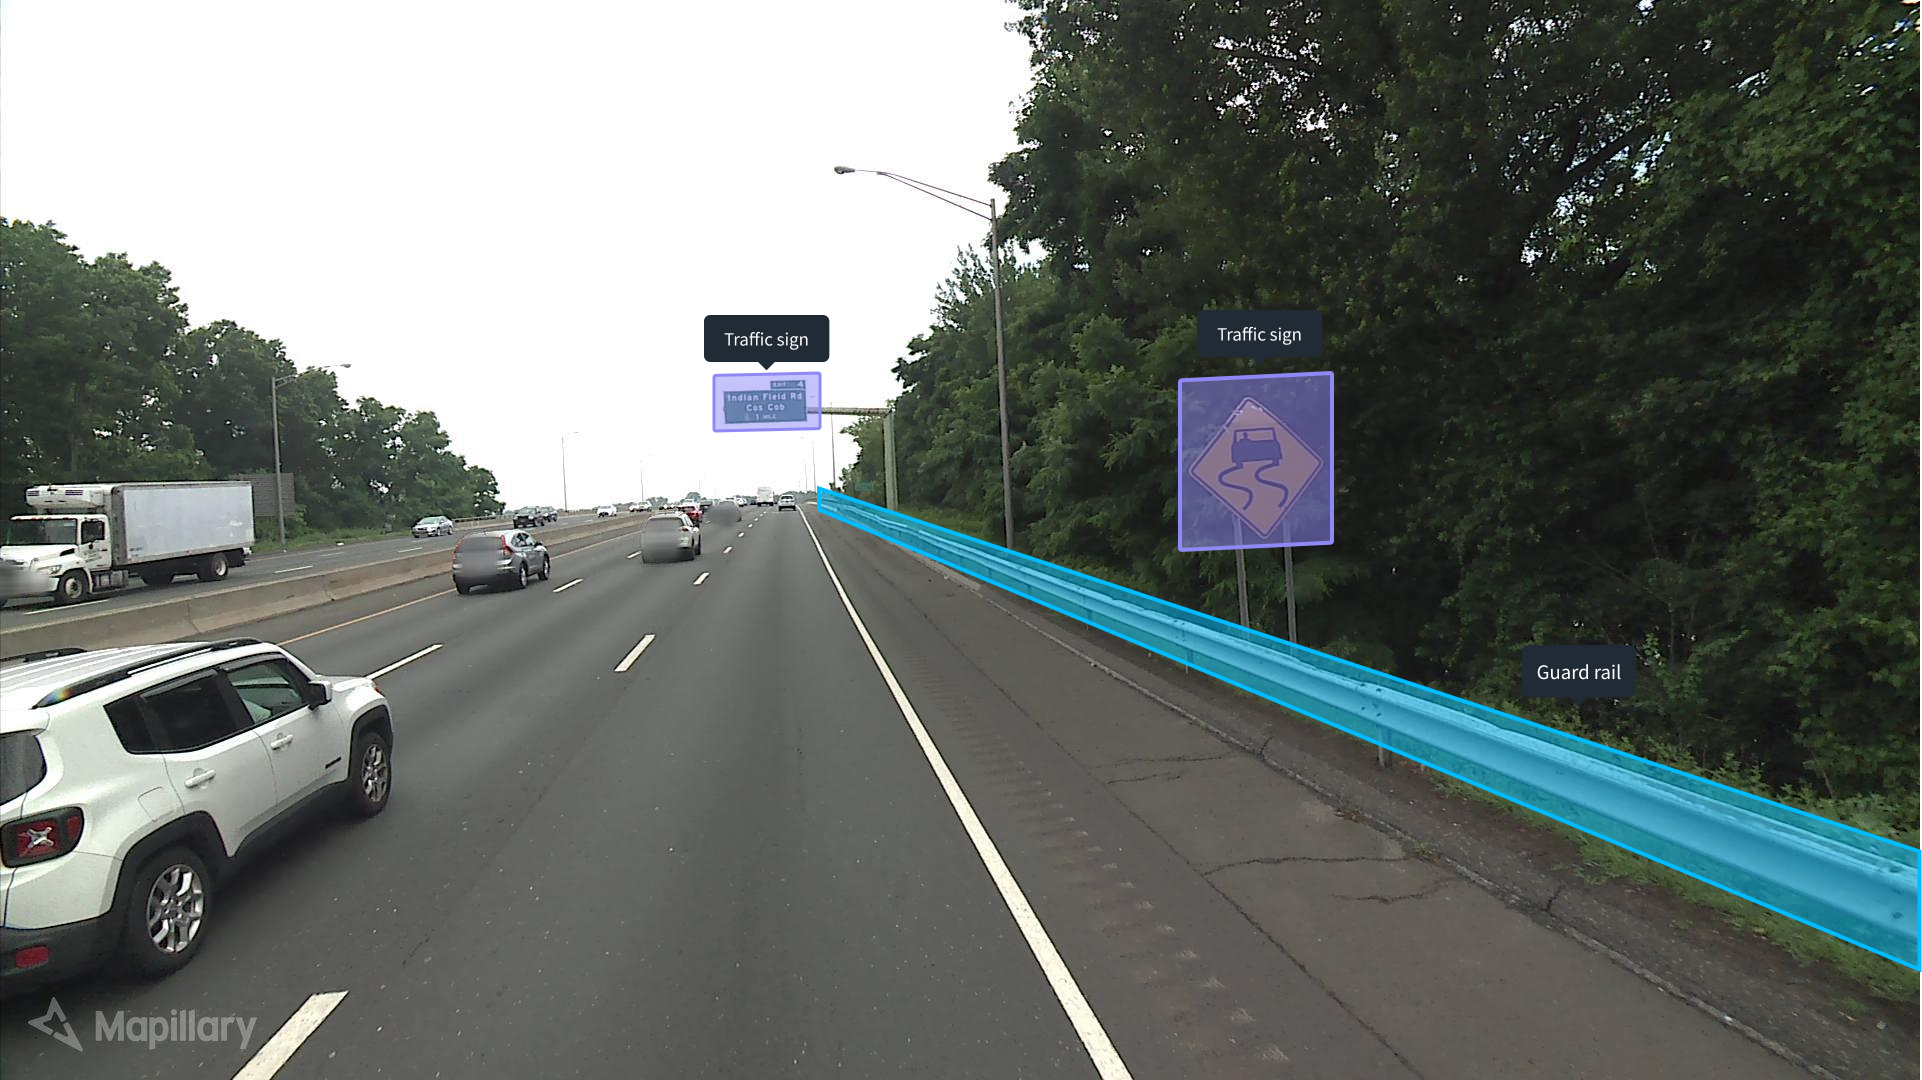 Traffic sign
Traffic sign
EXIT 4
Indian Field Rd
Cos Cob
1 MILE
Guard rail
Mapillary